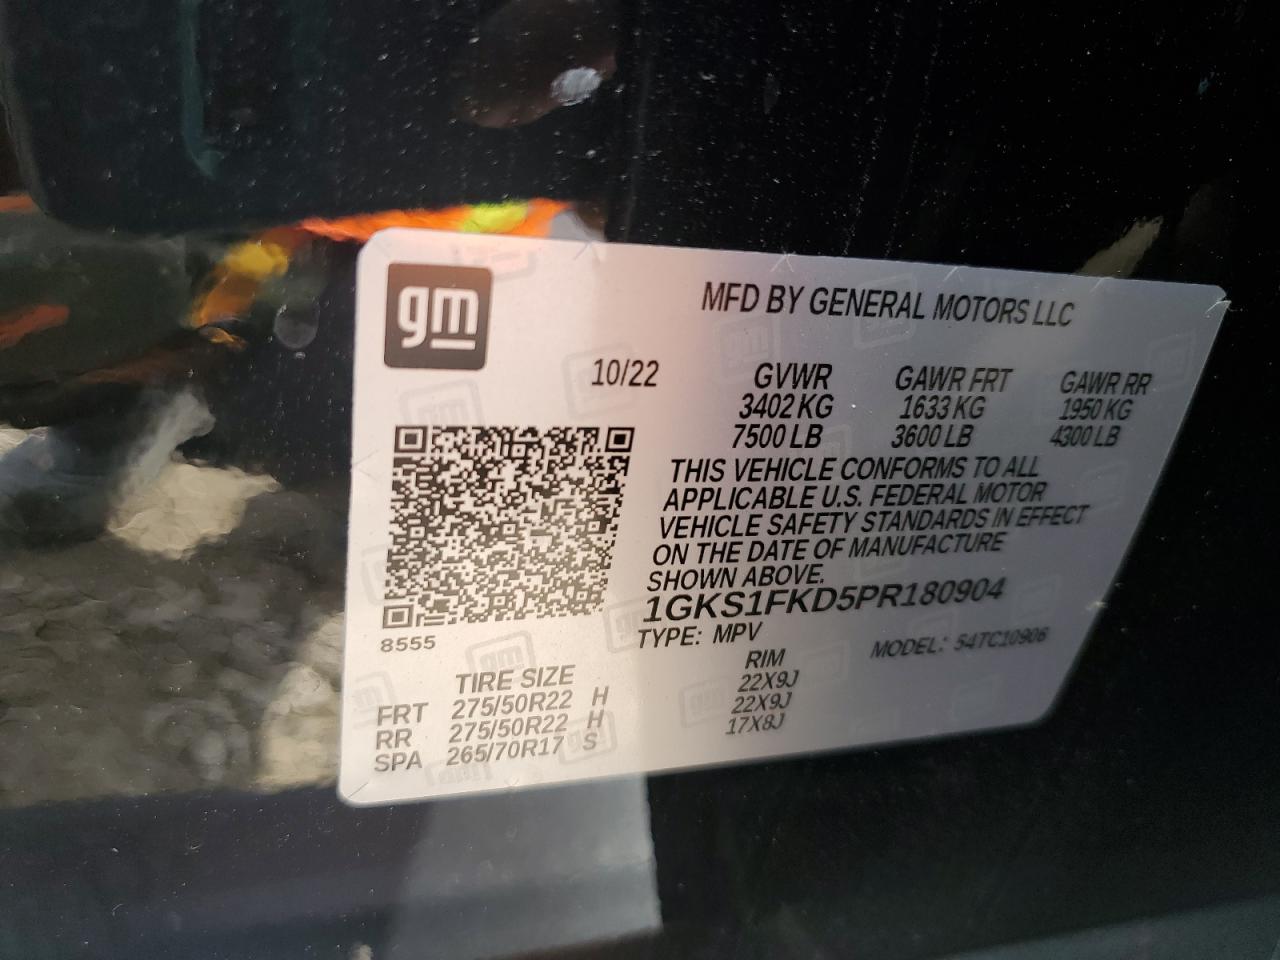 gm
MFD BY GENERAL MOTORS LLC
10/22 GVWR GAWR FRT GAWR RR
3402 KG 1633 KG 1950 KG
7500 LB 3600 LB 4300 LB
THIS VEHICLE CONFORMS TO ALL
APPLICABLE U.S. FEDERAL MOTOR
VEHICLE SAFETY STANDARDS IN EFFECT
ON THE DATE OF MANUFACTURE
SHOWN ABOVE.
1GKS1FKD5PR180904
8555
TYPE: MPV MODEL: 54TC10906
TIRE SIZE RIM
FRT 275/50R22 H 22X9J
RR 275/50R22 H 22X9J
SPA 265/70R17 S 17X8J